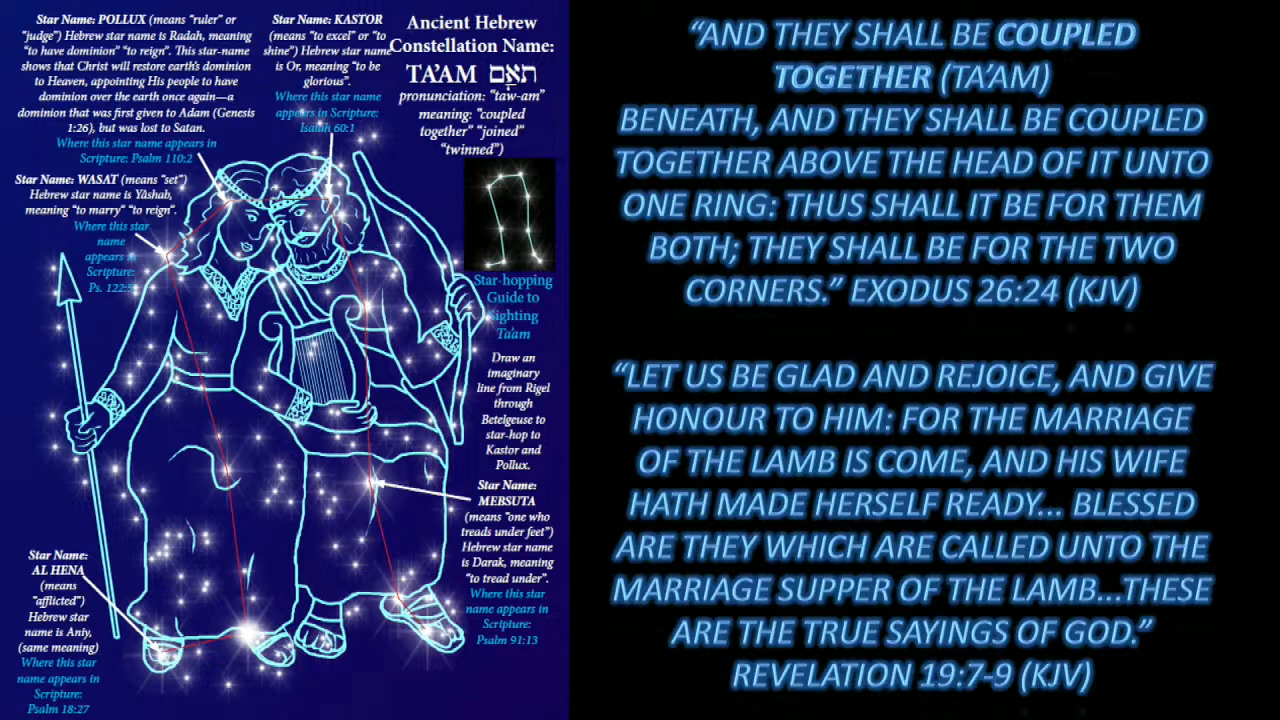 Star Name: POLLUX (means “ruler” or
“judge”) Hebrew star name is Radah, meaning
“to have dominion” “to reign”. This star-name
shows that Christ will restore earth's dominion
to Heaven, appointing His people to have
dominion over the earth once again—a
dominion that was first given to Adam (Genesis
1:26), but was lost to Satan.
Where this star name appears in
Scripture: Psalm 110:2
Star Name: KASTOR
(means “to excel” or “to
shine”) Hebrew star name
is Or, meaning “to be
glorious”.
Where this star name
appears in Scripture:
Isaiah 60:1
Ancient Hebrew
Constellation Name:
TA'AM תּאַם
pronunciation: “taw-am”
meaning: “coupled
together” “joined”
“twinned”)
Star Name: WASAT (means “set”)
Hebrew star name is Yâshab,
meaning “to marry” “to reign”.
Where this star
name
appears in
Scripture:
Ps. 122:5
Star-hopping
Guide to
Sighting
Ta'am
Draw an
imaginary
line from Rigel
through
Betelgeuse to
star-hop to
Kastor and
Pollux.
Star Name:
MEBSUTA
(means “one who
treads under feet”)
Hebrew star name
is Darak, meaning
“to tread under”.
Where this star
name appears in
Scripture:
Psalm 91:13
Star Name:
AL HENA
(means
“afflicted”)
Hebrew star
name is Aniy,
(same meaning)
Where this star
name appears in
Scripture:
Psalm 18:27
“AND THEY SHALL BE COUPLED
TOGETHER (TA'AM)
BENEATH, AND THEY SHALL BE COUPLED
TOGETHER ABOVE THE HEAD OF IT UNTO
ONE RING: THUS SHALL IT BE FOR THEM
BOTH; THEY SHALL BE FOR THE TWO
CORNERS.” EXODUS 26:24 (KJV)
“LET US BE GLAD AND REJOICE, AND GIVE
HONOUR TO HIM: FOR THE MARRIAGE
OF THE LAMB IS COME, AND HIS WIFE
HATH MADE HERSELF READY... BLESSED
ARE THEY WHICH ARE CALLED UNTO THE
MARRIAGE SUPPER OF THE LAMB...THESE
ARE THE TRUE SAYINGS OF GOD.”
REVELATION 19:7-9 (KJV)